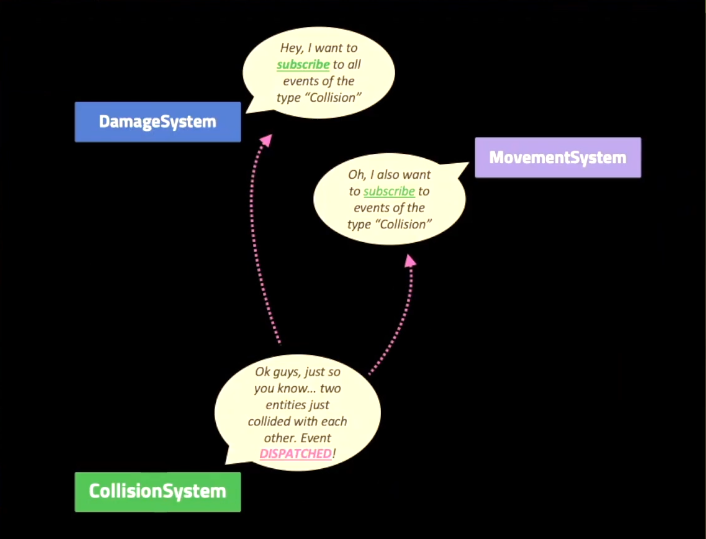 Hey, I want to
subscribe to all
events of the
type “Collision”
DamageSystem
MovementSystem
Oh, I also want
to subscribe to
events of the
type “Collision”
Ok guys, just so
you know... two
entities just
collided with each
other. Event
DISPATCHED!
CollisionSystem